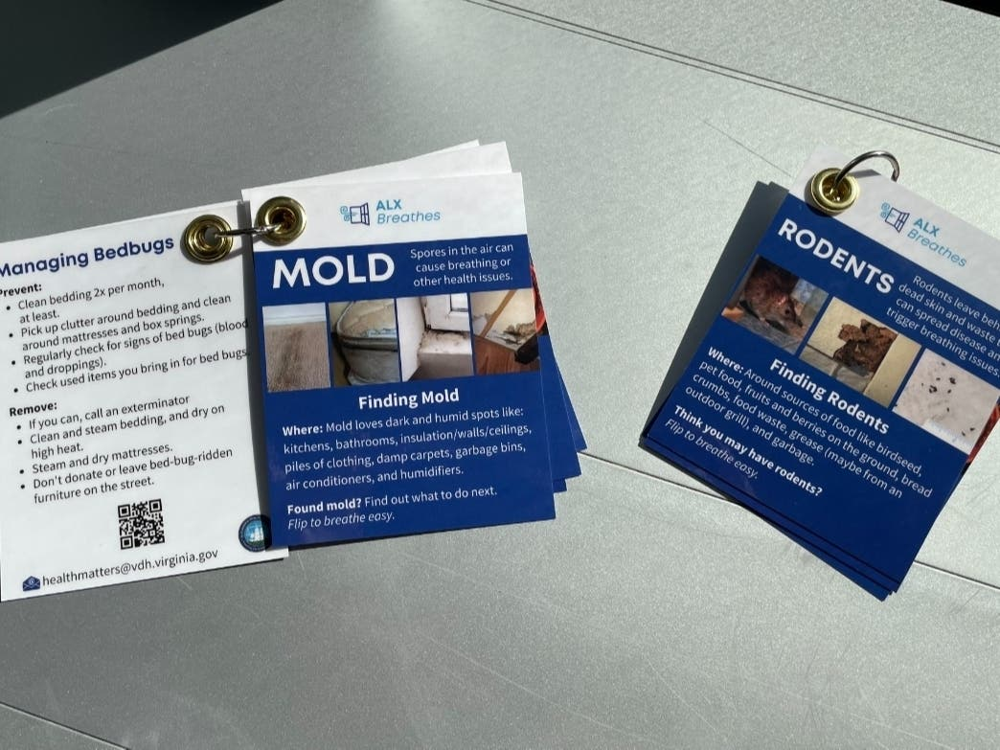 Managing Bedbugs
Prevent:
• Clean bedding 2x per month,
at least.
• Pick up clutter around bedding and clean
around mattresses and box springs.
• Regularly check for signs of bed bugs (blood
and droppings).
• Check used items you bring in for bed bugs.
Remove:
• If you can, call an exterminator
• Clean and steam bedding, and dry on
high heat.
• Steam and dry mattresses.
• Don't donate or leave bed-bug-ridden
furniture on the street.
healthmatters@vdh.virginia.gov
ALX
Breathes
MOLD
Spores in the air can
cause breathing or
other health issues.
Finding Mold
Where: Mold loves dark and humid spots like:
kitchens, bathrooms, insulation/walls/ceilings,
piles of clothing, damp carpets, garbage bins,
air conditioners, and humidifiers.
Found mold? Find out what to do next.
Flip to breathe easy.
ALX
Breathes
RODENTS
Rodents leave
dead skin and waste
can spread disease
trigger breathing issues.
Finding Rodents
Where: Around sources of food like birdseed,
pet food, fruits and berries on the ground, bread
crumbs, food waste, grease (maybe from an
outdoor grill), and garbage.
Think you may have rodents?
Flip to breathe easy.